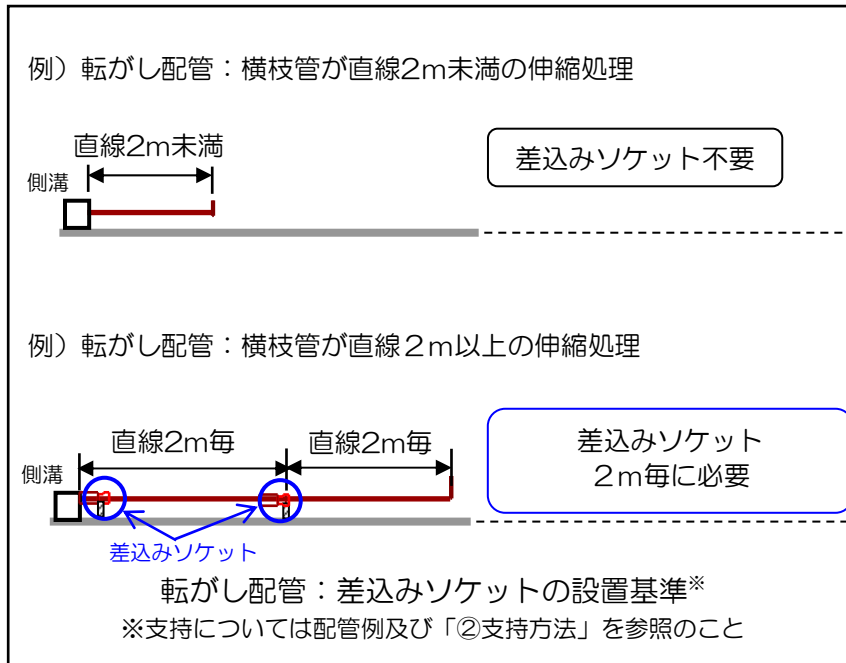 例）転がし配管：横枝管が直線2m未満の伸縮処理
直線2m未満
側溝
差込みソケット不要
例）転がし配管：横枝管が直線２m以上の伸縮処理
直線2m毎
直線2m毎
側溝
差込みソケット
差込みソケット
２m毎に必要
転がし配管：差込みソケットの設置基準※
※支持については配管例及び「②支持方法」を参照のこと